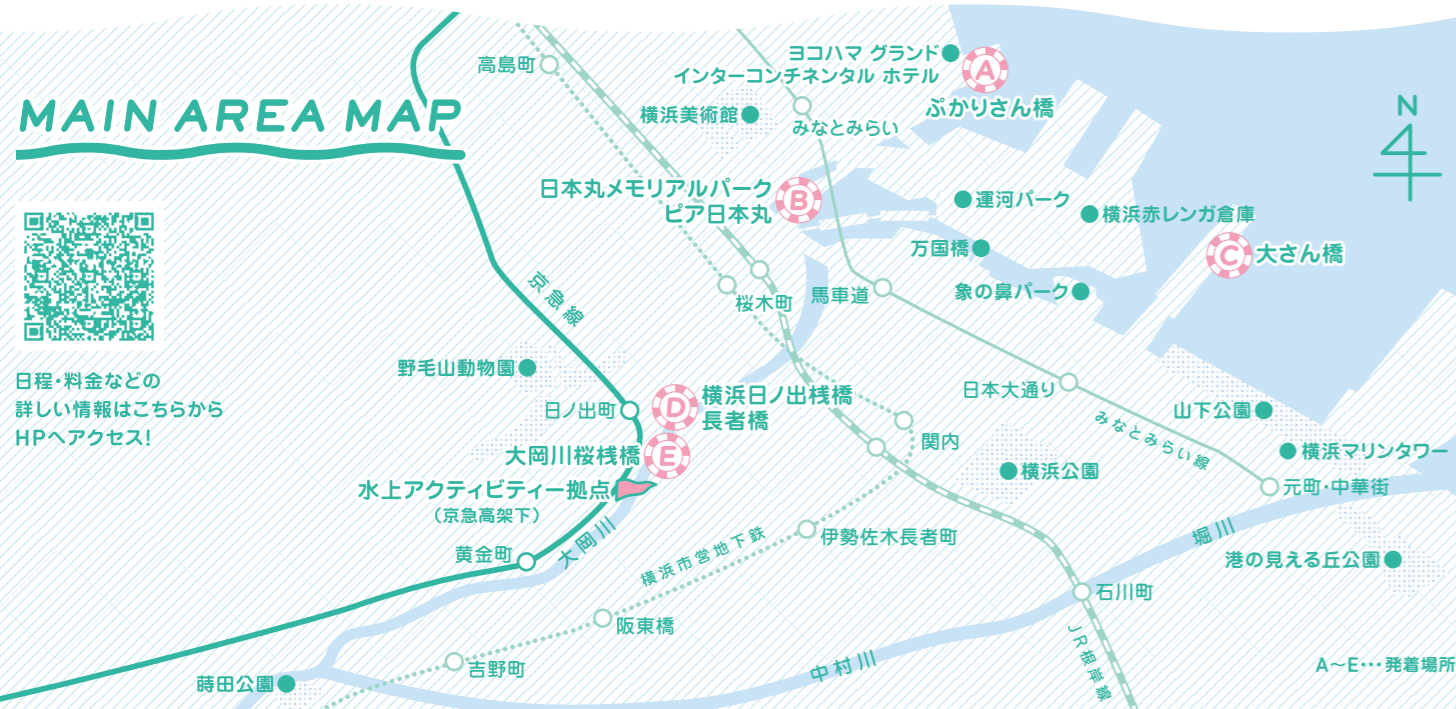 MAIN AREA MAP
日程・料金などの
詳しい情報はこちらから
HPへアクセス!
高島町
ヨコハマ グランド
インターコンチネンタル ホテル
A
ぷかりさん橋
N
横浜美術館
みなとみらい
日本丸メモリアルパーク
ピア日本丸
B
運河パーク
横浜赤レンガ倉庫
万国橋
C
大さん橋
京急線
桜木町
馬車道
象の鼻パーク
野毛山動物園
日ノ出町
D
横浜日ノ出桟橋
長者橋
日本大通り
山下公園
みなとみらい線
大岡川桜桟橋
E
関内
横浜公園
横浜マリンタワー
水上アクティビティー拠点
(京急高架下)
元町・中華街
黄金町
大岡川
横浜市営地下鉄
伊勢佐木長者町
堀川
港の見える丘公園
石川町
阪東橋
JR根岸線
吉野町
中村川
蒔田公園
A〜E・・・発着場所